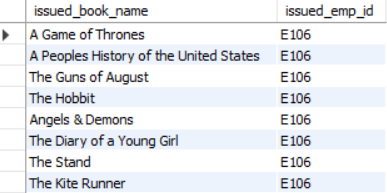 issued_book_name issued_emp_id
A Game of Thrones E106
A Peoples History of the United States E106
The Guns of August E106
The Hobbit E106
Angels & Demons E106
The Diary of a Young Girl E106
The Stand E106
The Kite Runner E106